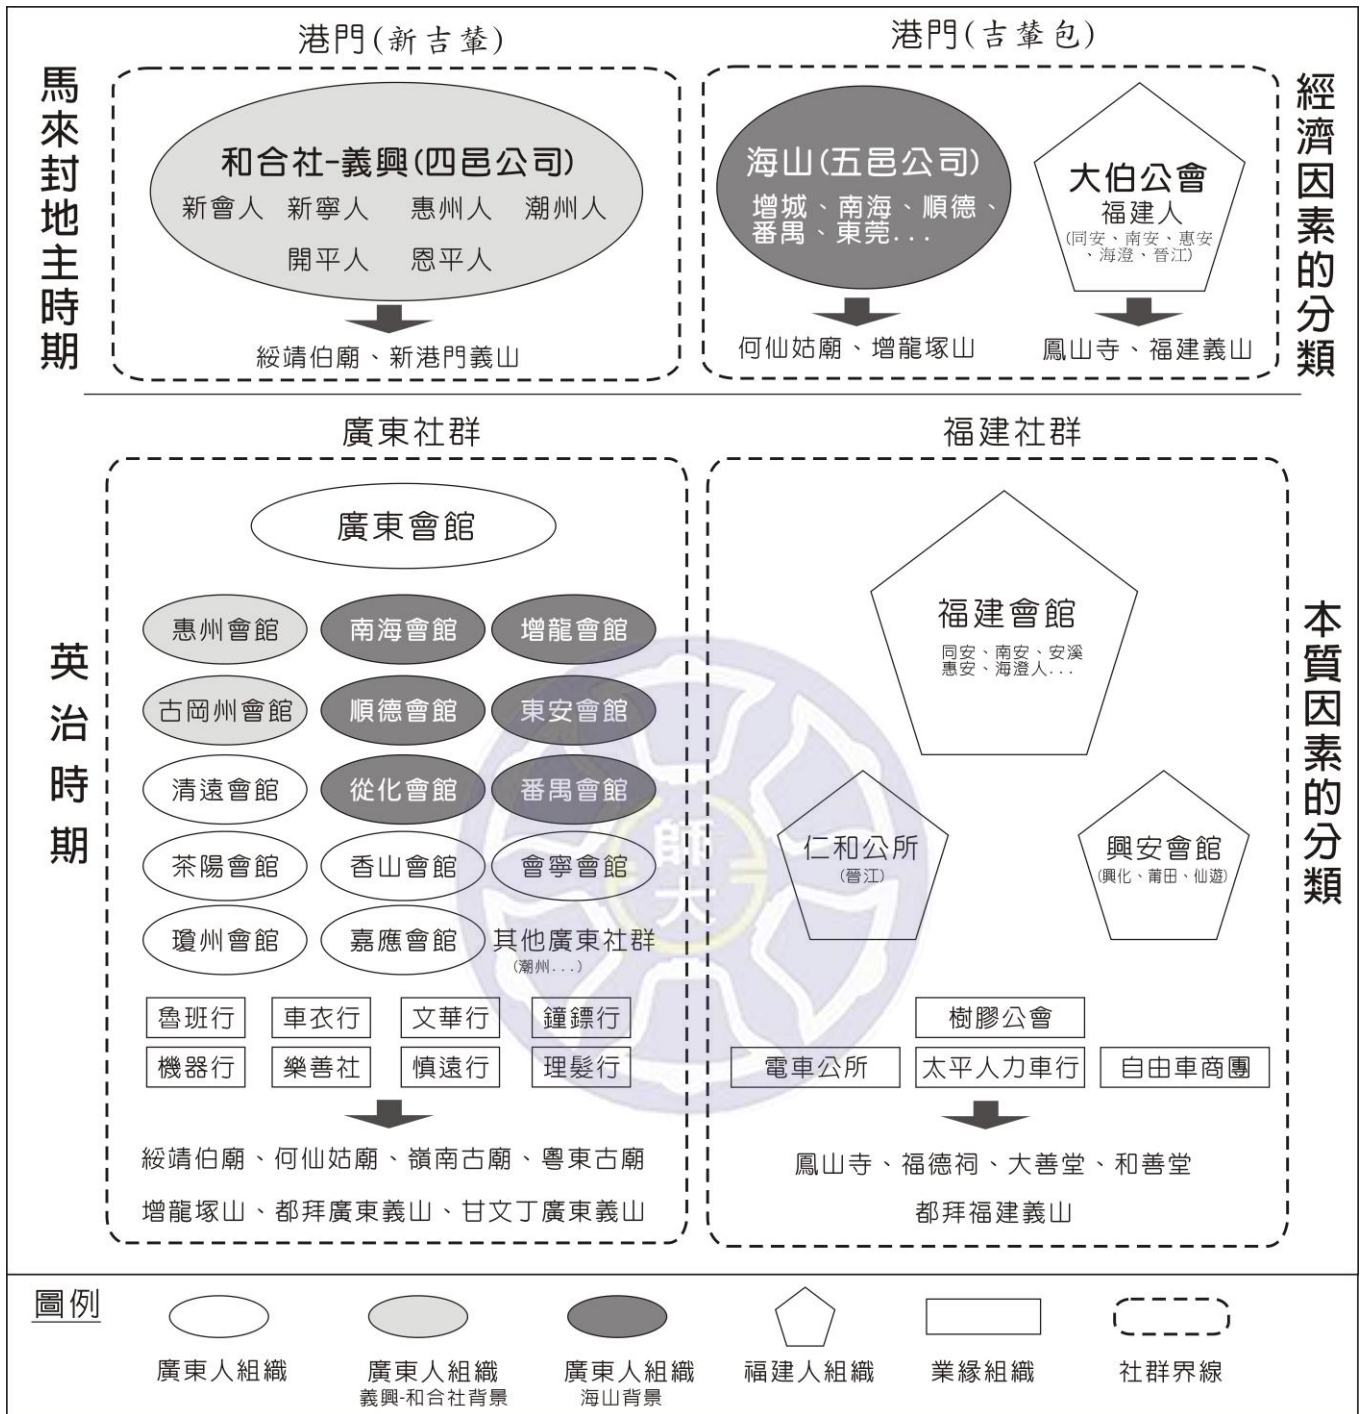 港門(新吉輦)
港門(吉輦包)
馬來封地主時期
經濟因素的分類
和合社-義興(四邑公司)
新會人 新寧人 惠州人 潮州人
開平人 恩平人
綏靖伯廟、新港門義山
海山(五邑公司)
增城、南海、順德、
番禺、東莞...
何仙姑廟、增龍塚山
大伯公會
福建人
(同安、南安、惠安
、海澄、晉江)
鳳山寺、福建義山
廣東社群
福建社群
英治時期
本質因素的分類
廣東會館
惠州會館 南海會館 增龍會館
古岡州會館 順德會館 東安會館
清遠會館 從化會館 番禺會館
茶陽會館 香山會館 會寧會館
瓊州會館 嘉應會館 其他廣東社群
(潮州...)
魯班行 車衣行 文華行 鐘鏢行
機器行 樂善社 慎遠行 理髮行
綏靖伯廟、何仙姑廟、嶺南古廟、粵東古廟
增龍塚山、都拜廣東義山、甘文丁廣東義山
福建會館
同安、南安、安溪
惠安、海澄人...
仁和公所
(晉江)
興安會館
(興化、莆田、仙遊)
樹膠公會
電車公所 太平人力車行 自由車商團
鳳山寺、福德祠、大善堂、和善堂
都拜福建義山
師大
圖例
廣東人組織
廣東人組織
義興-和合社背景
廣東人組織
海山背景
福建人組織
業緣組織
社群界線